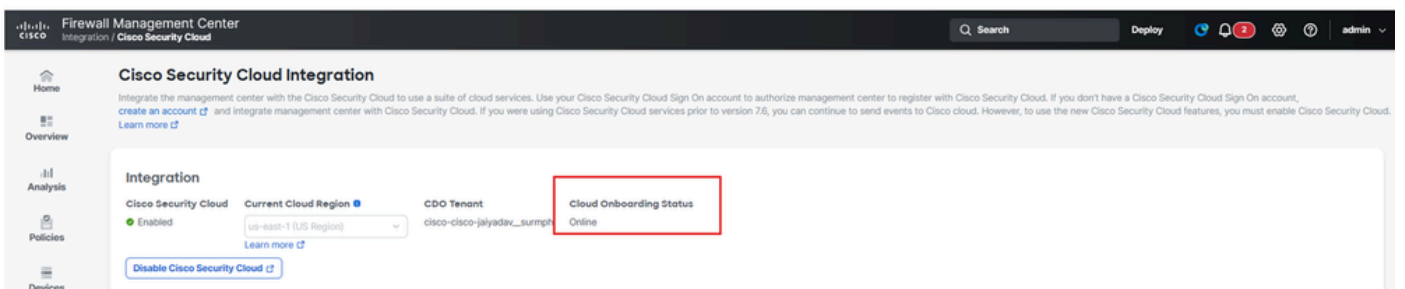 Firewall Management Center
CISCO Integration / Cisco Security Cloud
Search
Deploy
2
admin
Home
Overview
Analysis
Policies
Devices
Cisco Security Cloud Integration
Integrate the management center with the Cisco Security Cloud to use a suite of cloud services. Use your Cisco Security Cloud Sign On account to authorize management center to register with Cisco Security Cloud. If you don't have a Cisco Security Cloud Sign On account,
create an account and integrate management center with Cisco Security Cloud. If you were using Cisco Security Cloud services prior to version 7.6, you can continue to send events to Cisco cloud. However, to use the new Cisco Security Cloud features, you must enable Cisco Security Cloud.
Learn more
Integration
Cisco Security Cloud
Enabled
Current Cloud Region
us-east-1 (US Region)
Learn more
CDO Tenant
cisco-cisco-jaiyadav__surmph
Cloud Onboarding Status
Online
Disable Cisco Security Cloud